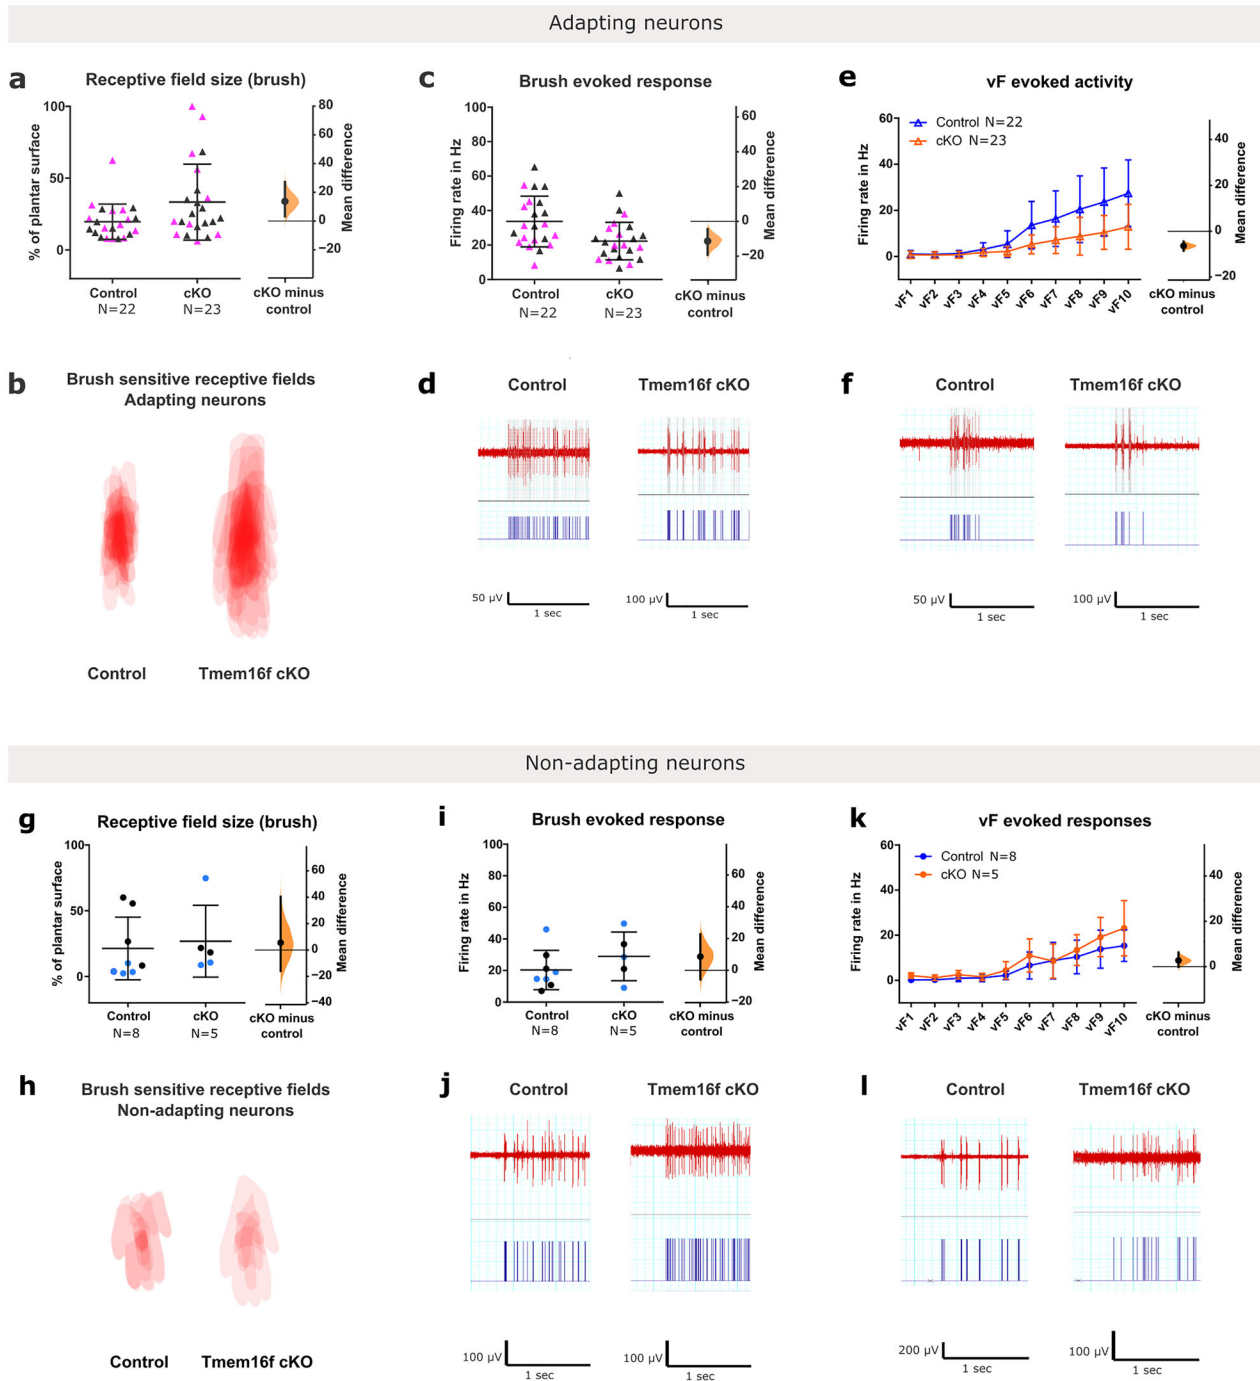 Adapting neurons
a
Receptive field size (brush)
% of plantar surface
100
50
0
Control
N=22
cKO
N=23
80
60
40
20
0
−20
Mean difference
cKO minus
control
c
Brush evoked response
Firing rate in Hz
100
80
60
40
20
0
Control
N=22
cKO
N=23
60
40
20
0
−20
Mean difference
cKO minus
control
e
vF evoked activity
Control N=22
cKO N=23
Firing rate in Hz
60
40
20
0
vF1
vF2
vF3
vF4
vF5
vF6
vF7
vF8
vF9
vF10
40
20
0
−20
Mean difference
cKO minus
control
b
Brush sensitive receptive fields
Adapting neurons
Control
Tmem16f cKO
d
Control
Tmem16f cKO
50 µV
1 sec
100 µV
1 sec
f
Control
Tmem16f cKO
50 µV
1 sec
100 µV
1 sec
Non-adapting neurons
g
Receptive field size (brush)
% of plantar surface
100
50
0
Control
N=8
cKO
N=5
60
40
20
0
−20
−40
Mean difference
cKO minus
control
i
Brush evoked response
Firing rate in Hz
100
80
60
40
20
0
Control
N=8
cKO
N=5
60
40
20
0
−20
Mean difference
cKO minus
control
k
vF evoked responses
Control N=8
cKO N=5
Firing rate in Hz
60
40
20
0
vF1
vF2
vF3
vF4
vF5
vF6
vF7
vF8
vF9
vF10
40
20
0
Mean difference
cKO minus
control
h
Brush sensitive receptive fields
Non-adapting neurons
Control
Tmem16f cKO
j
Control
Tmem16f cKO
100 µV
1 sec
100 µV
1 sec
l
Control
Tmem16f cKO
200 µV
1 sec
100 µV
1 sec